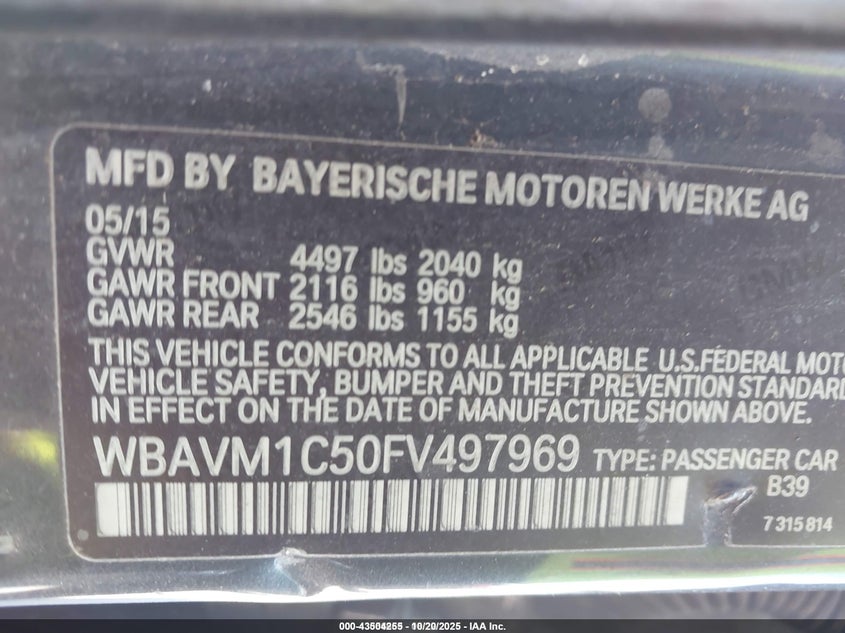 MFD BY BAYERISCHE MOTOREN WERKE AG
05/15
GVWR 4497 lbs 2040 kg
GAWR FRONT 2116 lbs 960 kg
GAWR REAR 2546 lbs 1155 kg
THIS VEHICLE CONFORMS TO ALL APPLICABLE U.S.FEDERAL MOTO
VEHICLE SAFETY, BUMPER AND THEFT PREVENTION STANDARD
IN EFFECT ON THE DATE OF MANUFACTURE SHOWN ABOVE.
WBAVM1C50FV497969 TYPE: PASSENGER CAR
B39
7 315 814
000-43504255 - 10/20/2025 - IAA Inc.